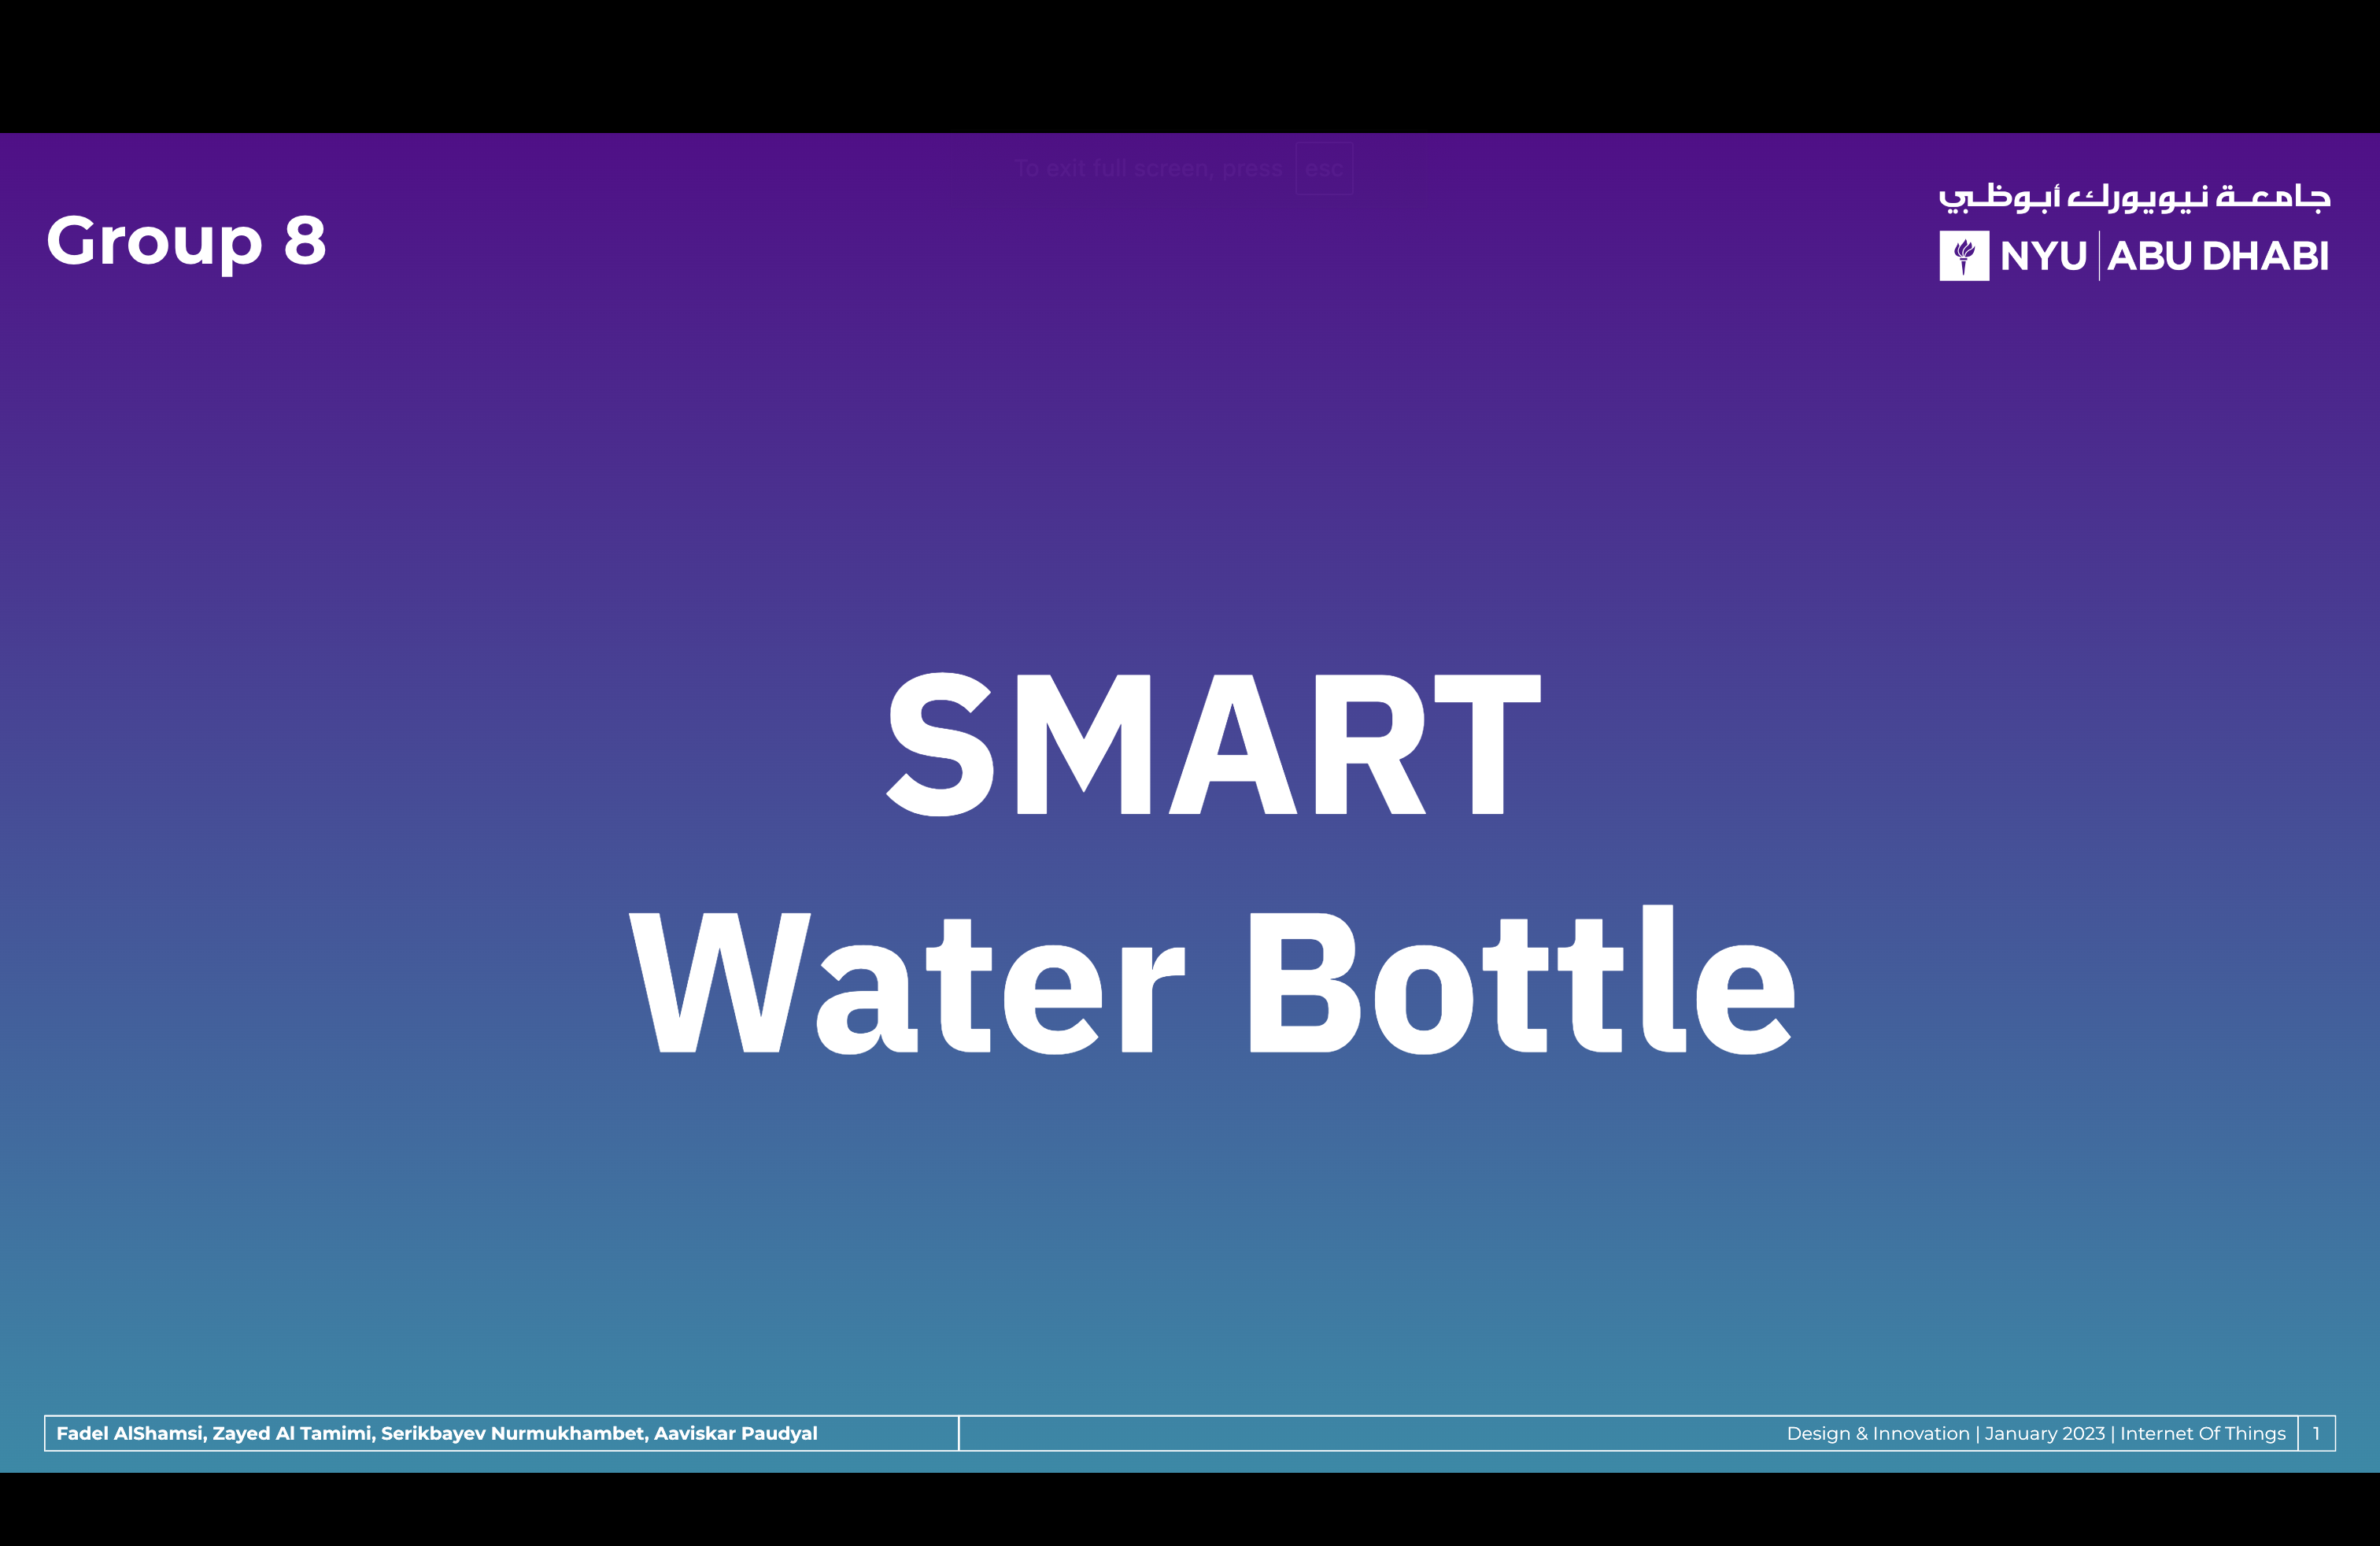 To exit full screen, press esc
Group 8
جامعة نيويورك أبوظبي
NYU | ABU DHABI
SMART
Water Bottle
Fadel AlShamsi, Zayed Al Tamimi, Serikbayev Nurmukhambet, Aaviskar Paudyal
Design & Innovation | January 2023 | Internet Of Things
1